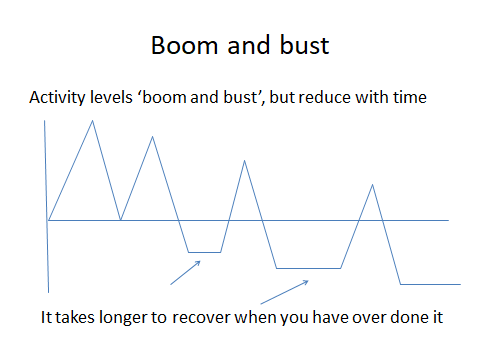 Boom and bust
Activity levels ‘boom and bust’, but reduce with time
It takes longer to recover when you have over done it